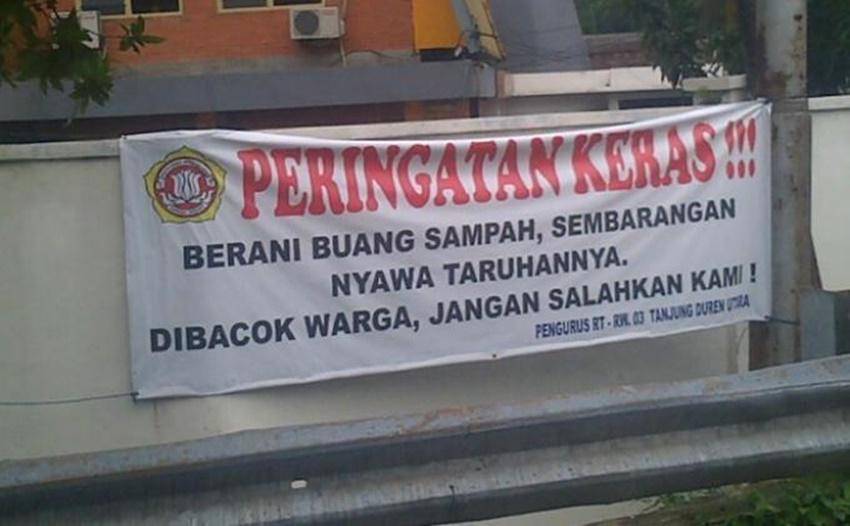 PERINGATAN KERAS !!!
BERANI BUANG SAMPAH, SEMBARANGAN
NYAWA TARUHANNYA.
DIBACOK WARGA, JANGAN SALAHKAN KAMI !
PENGURUS RT - RW. 03 TANJUNG DUREN UTARA